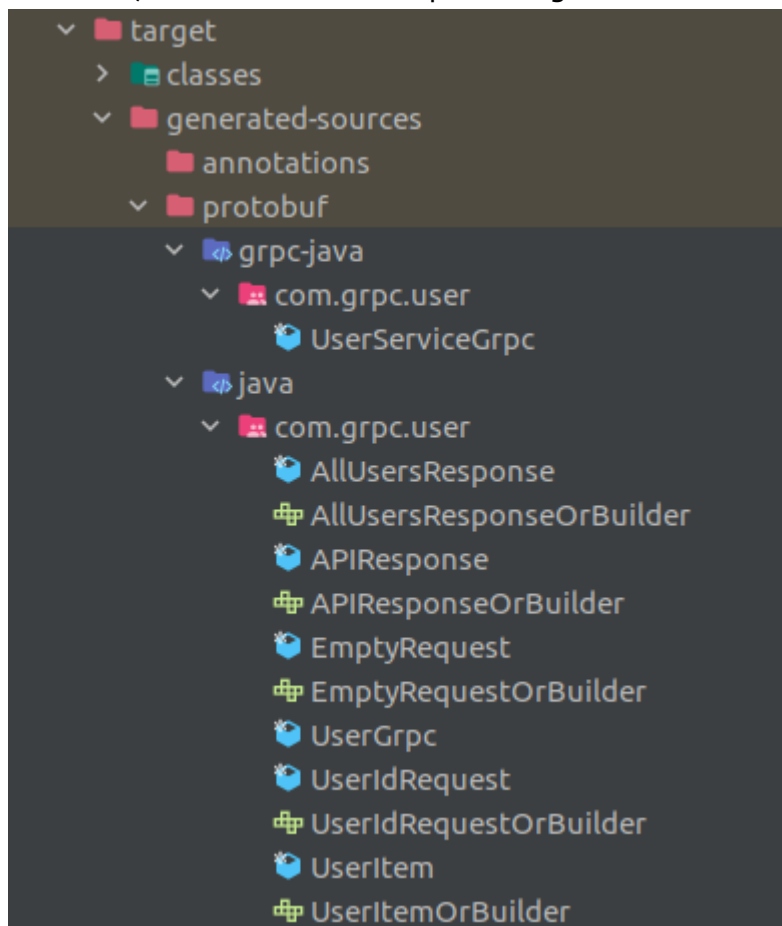 target
classes
generated-sources
annotations
protobuf
grpc-java
com.grpc.user
UserServiceGrpc
java
com.grpc.user
AllUsersResponse
AllUsersResponseOrBuilder
APIResponse
APIResponseOrBuilder
EmptyRequest
EmptyRequestOrBuilder
UserGrpc
UserIdRequest
UserIdRequestOrBuilder
UserItem
UserItemOrBuilder